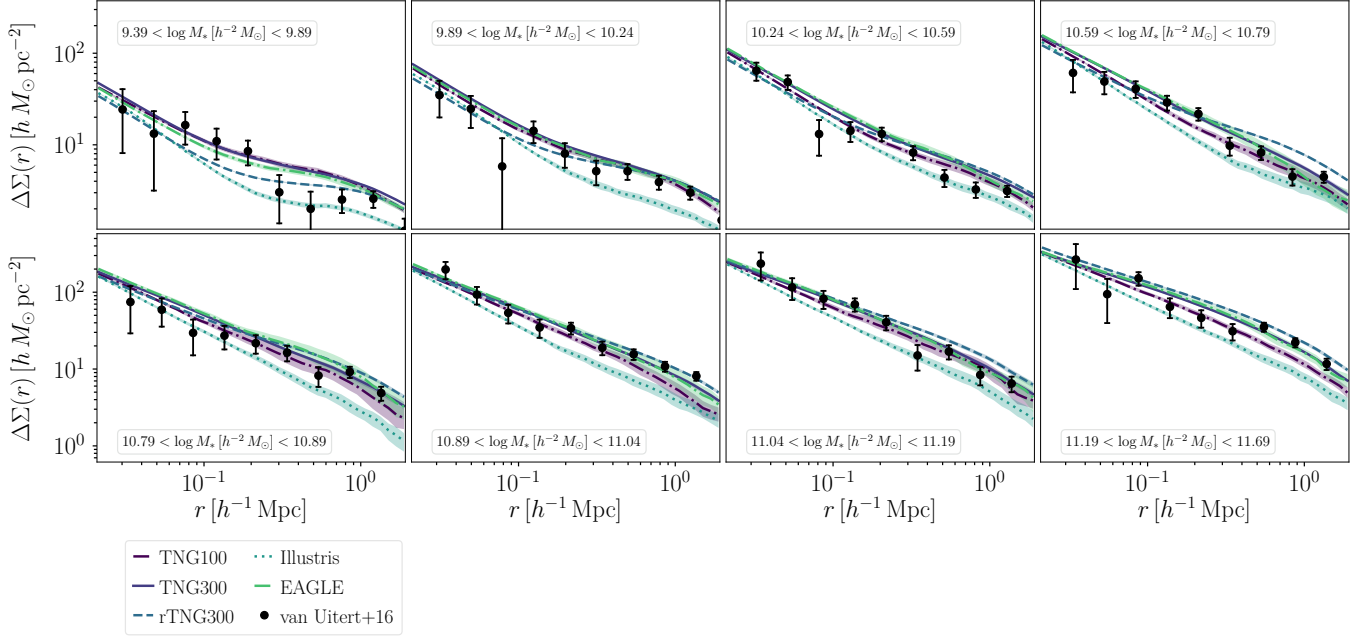 9.39 < log M* [h⁻² M⊙] < 9.89
9.89 < log M* [h⁻² M⊙] < 10.24
10.24 < log M* [h⁻² M⊙] < 10.59
10.59 < log M* [h⁻² M⊙] < 10.79
10²
10¹
ΔΣ(r) [h M⊙ pc⁻²]
10.79 < log M* [h⁻² M⊙] < 10.89
10.89 < log M* [h⁻² M⊙] < 11.04
11.04 < log M* [h⁻² M⊙] < 11.19
11.19 < log M* [h⁻² M⊙] < 11.69
10²
10¹
10⁰
ΔΣ(r) [h M⊙ pc⁻²]
10⁻¹ 10⁰ 10⁻¹ 10⁰ 10⁻¹ 10⁰ 10⁻¹ 10⁰
r [h⁻¹ Mpc] r [h⁻¹ Mpc] r [h⁻¹ Mpc] r [h⁻¹ Mpc]
TNG100 Illustris
TNG300 EAGLE
rTNG300 van Uitert+16